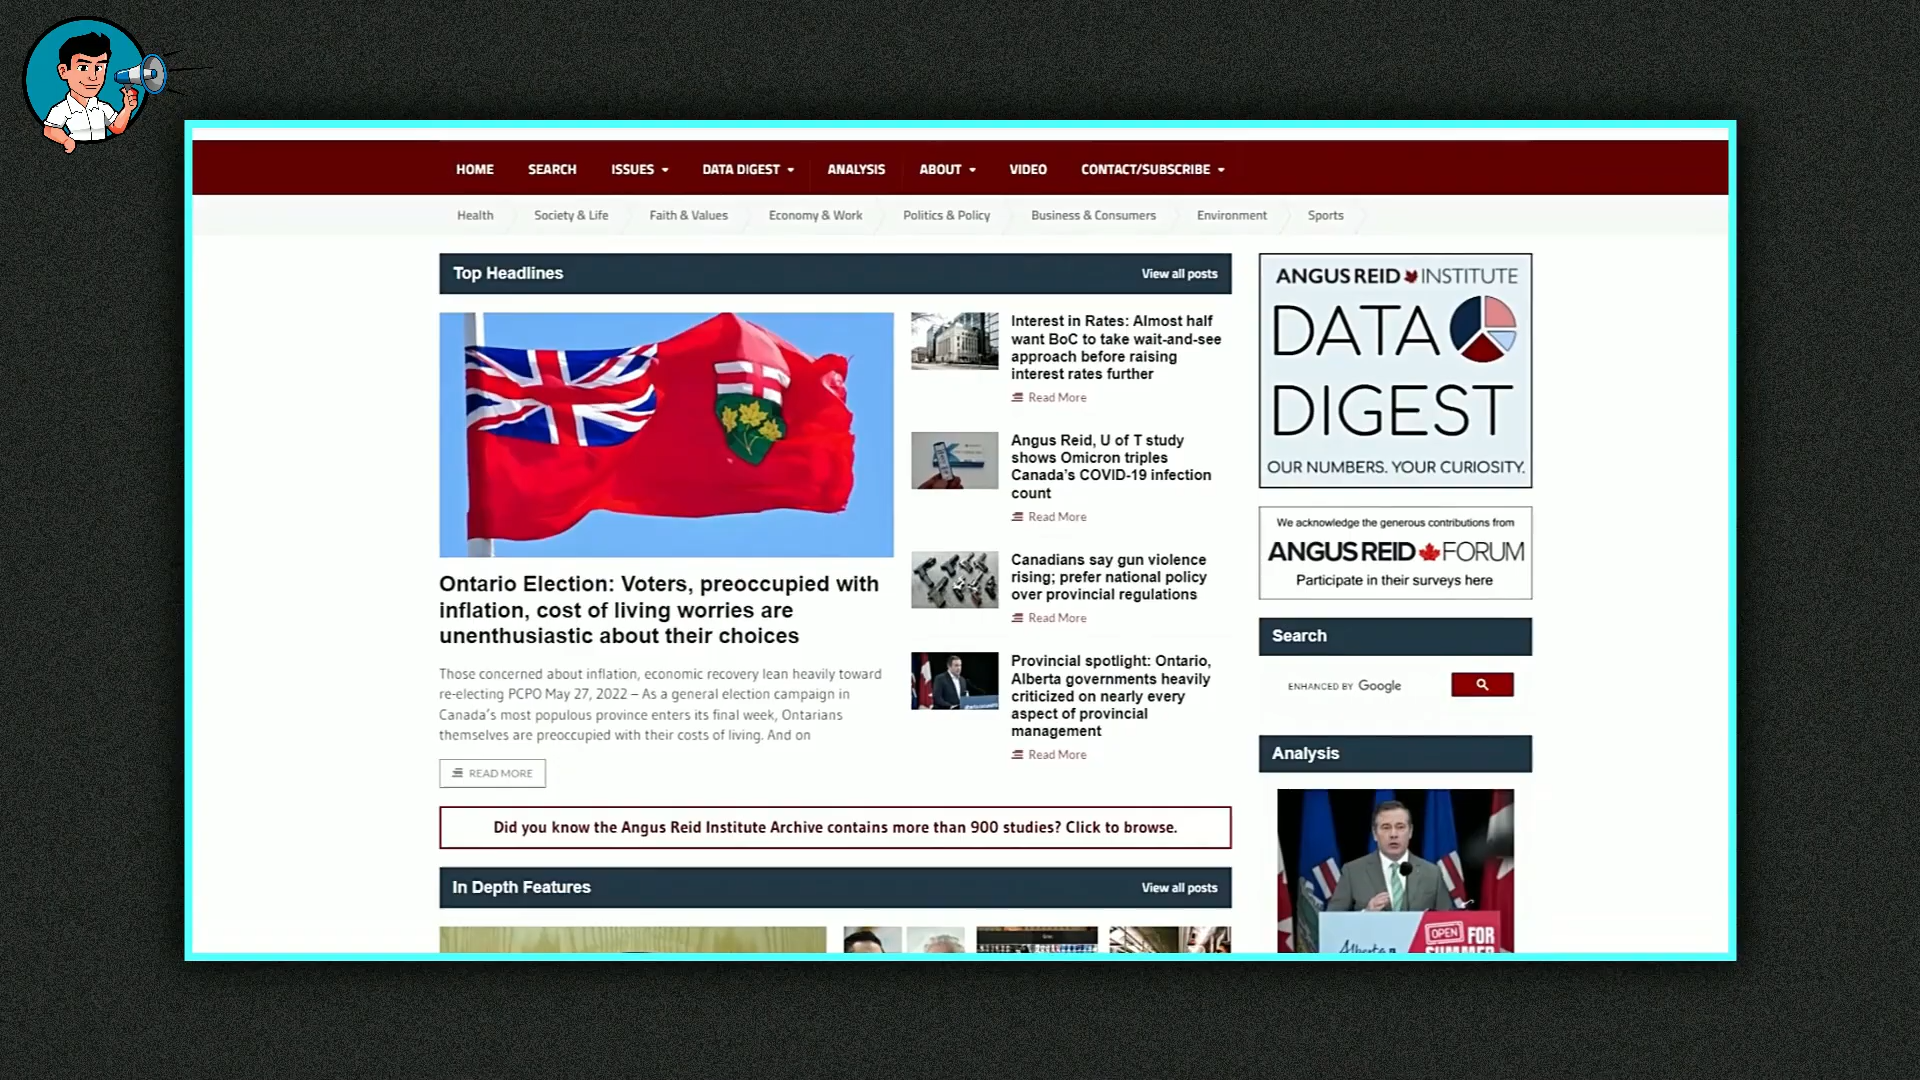 HOME SEARCH ISSUES DATA DIGEST ANALYSIS ABOUT VIDEO CONTACT/SUBSCRIBE
Health Society & Life Faith & Values Economy & Work Politics & Policy Business & Consumers Environment Sports
Top Headlines View all posts
Ontario Election: Voters, preoccupied with
inflation, cost of living worries are
unenthusiastic about their choices
Those concerned about inflation, economic recovery lean heavily toward
re-electing PCPO May 27, 2022 – As a general election campaign in
Canada's most populous province enters its final week, Ontarians
themselves are preoccupied with their costs of living. And on
READ MORE
Interest in Rates: Almost half
want BoC to take wait-and-see
approach before raising
interest rates further
Read More
Angus Reid, U of T study
shows Omicron triples
Canada's COVID-19 infection
count
Read More
Canadians say gun violence
rising; prefer national policy
over provincial regulations
Read More
Provincial spotlight: Ontario,
Alberta governments heavily
criticized on nearly every
aspect of provincial
management
Read More
Did you know the Angus Reid Institute Archive contains more than 900 studies? Click to browse.
In Depth Features View all posts
ANGUS REID INSTITUTE
DATA
DIGEST
OUR NUMBERS. YOUR CURIOSITY.
We acknowledge the generous contributions from
ANGUS REID FORUM
Participate in their surveys here
Search
ENHANCED BY Google
Analysis
OPEN FOR
SUMMER
Alberta